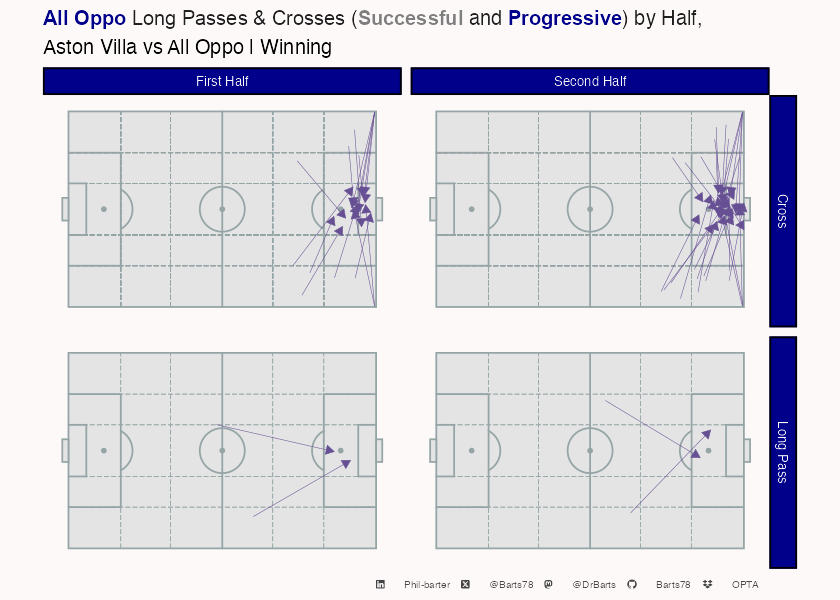 All Oppo Long Passes & Crosses (Successful and Progressive) by Half,
Aston Villa vs All Oppo I Winning
First Half
Second Half
Cross
Long Pass
Phil-barter @Barts78 @DrBarts Barts78 OPTA